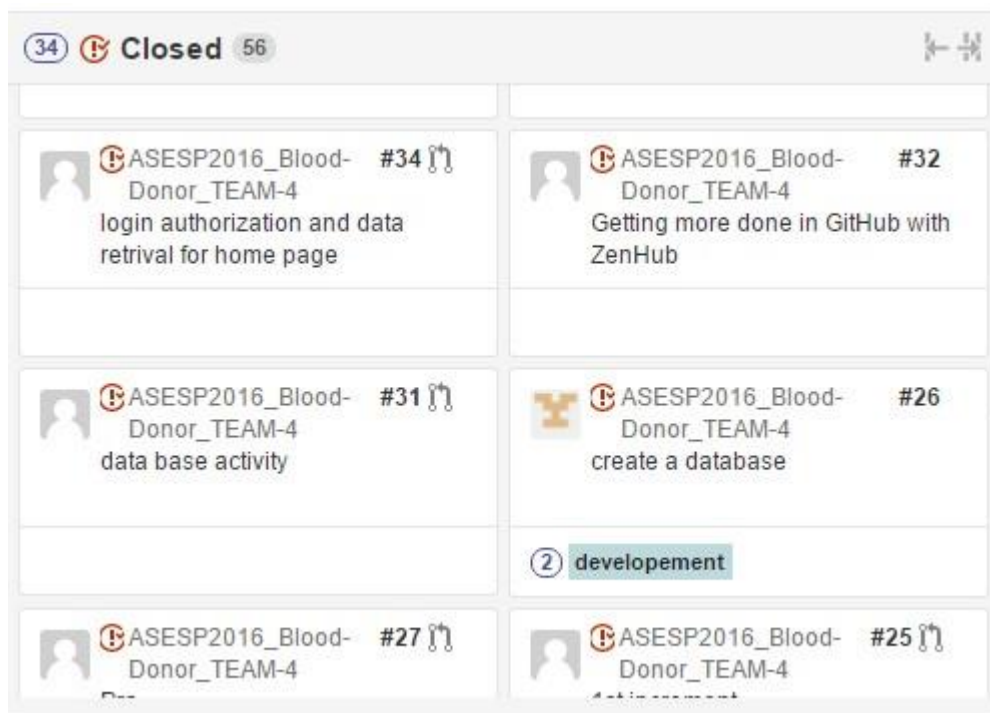 34 Closed 56
ASESP2016_Blood- #34
Donor_TEAM-4
login authorization and data
retrival for home page
ASESP2016_Blood- #32
Donor_TEAM-4
Getting more done in GitHub with
ZenHub
ASESP2016_Blood- #31
Donor_TEAM-4
data base activity
ASESP2016_Blood- #26
Donor_TEAM-4
create a database
2 developement
ASESP2016_Blood- #27
Donor_TEAM-4
ASESP2016_Blood- #25
Donor_TEAM-4
1st increment